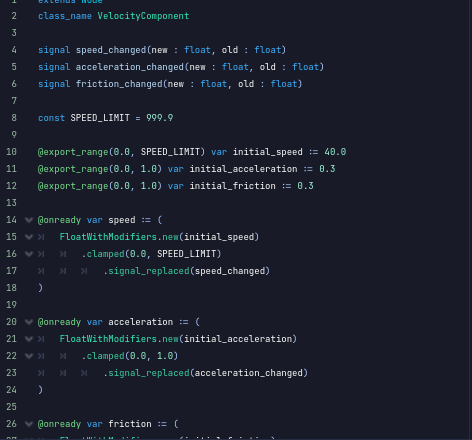 1 extends Node
2 class_name VelocityComponent
3
4 signal speed_changed(new : float, old : float)
5 signal acceleration_changed(new : float, old : float)
6 signal friction_changed(new : float, old : float)
7
8 const SPEED_LIMIT = 999.9
9
10 @export_range(0.0, SPEED_LIMIT) var initial_speed := 40.0
11 @export_range(0.0, 1.0) var initial_acceleration := 0.3
12 @export_range(0.0, 1.0) var initial_friction := 0.3
13
14 @onready var speed := (
15 FloatWithModifiers.new(initial_speed)
16 .clamped(0.0, SPEED_LIMIT)
17 .signal_replaced(speed_changed)
18 )
19
20 @onready var acceleration := (
21 FloatWithModifiers.new(initial_acceleration)
22 .clamped(0.0, 1.0)
23 .signal_replaced(acceleration_changed)
24 )
25
26 @onready var friction := (
27 FloatWithModifiers.new(initial_friction)